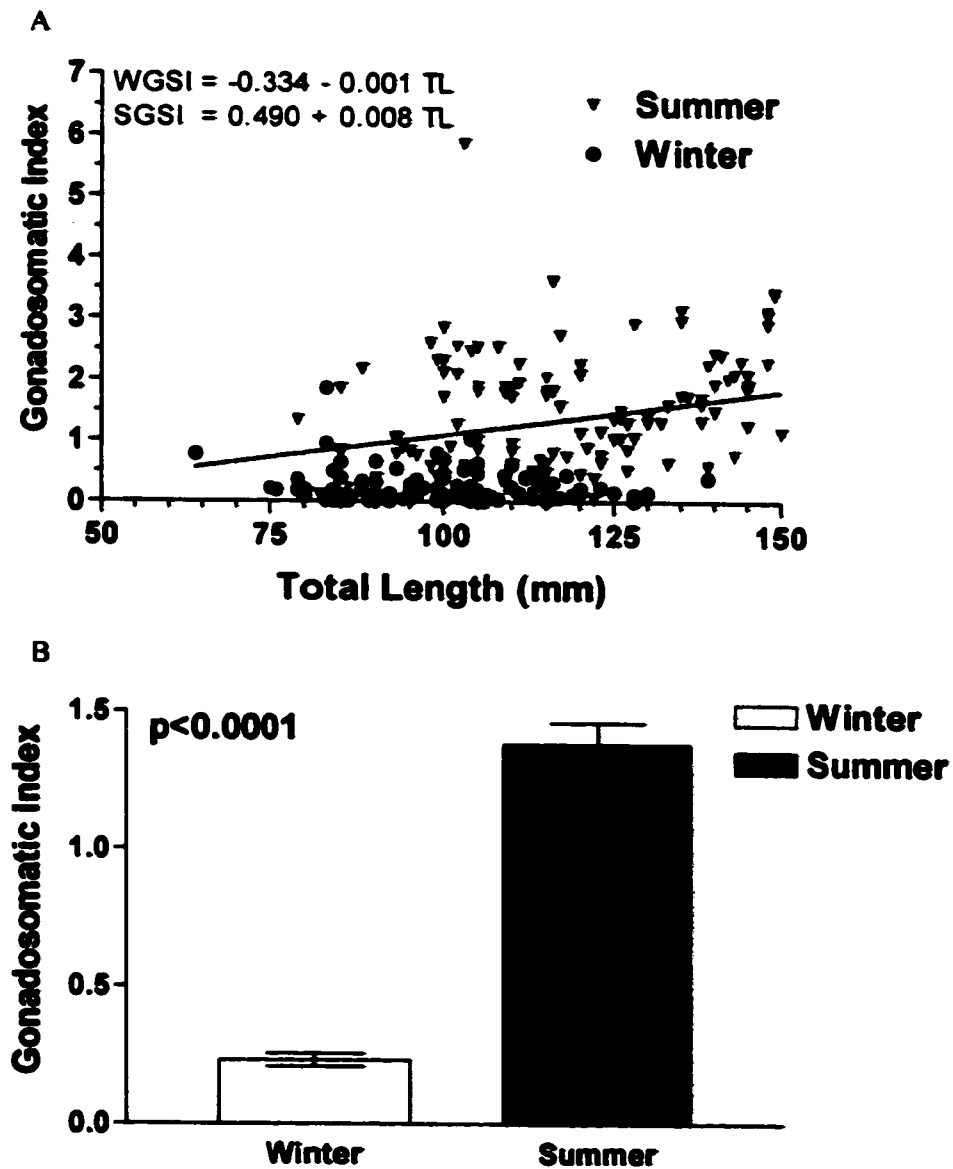 A
WGSI = -0.334 - 0.001 TL
SGSI = 0.490 + 0.008 TL
Summer
Winter
Gonadosomatic Index
7
6
5
4
3
2
1
0
50
75
100
125
150
Total Length (mm)
B
p<0.0001
Winter
Summer
Gonadosomatic Index
1.5
1.0
0.5
0.0
Winter
Summer